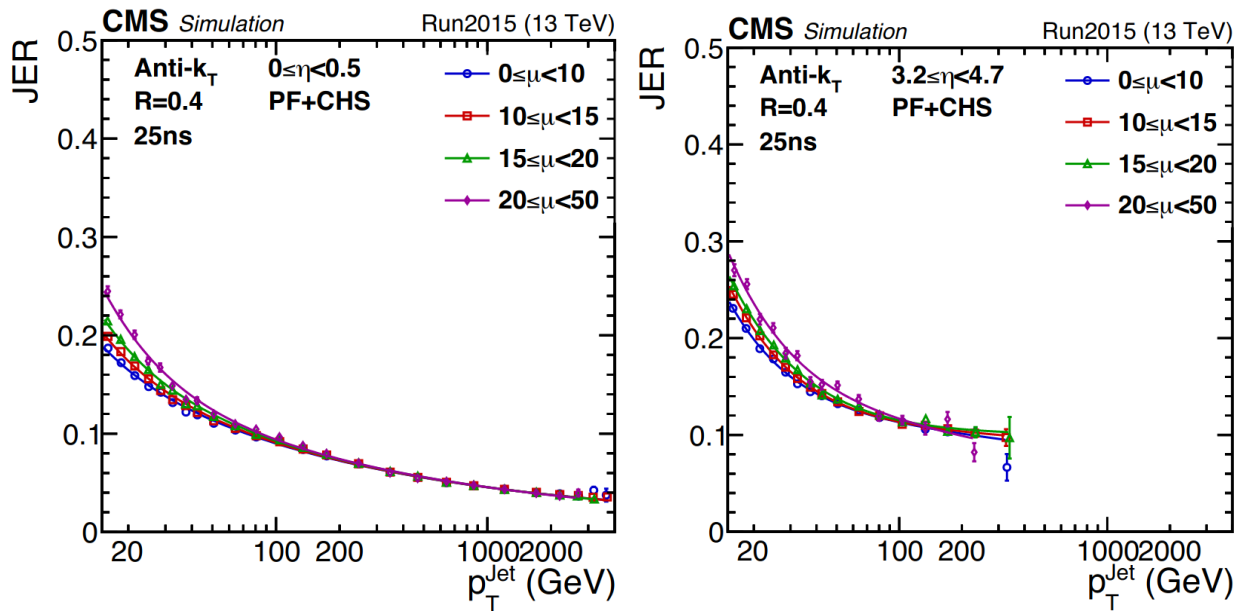 CMS Simulation Run2015 (13 TeV)
JER
0.5
0.4
0.3
0.2
0.1
0
Anti-kT 0≤η<0.5
R=0.4 PF+CHS
25ns
0≤μ<10
10≤μ<15
15≤μ<20
20≤μ<50
20 100 200 1000 2000
pTJet (GeV)
CMS Simulation Run2015 (13 TeV)
JER
0.5
0.4
0.3
0.2
0.1
0
Anti-kT 3.2≤η<4.7
R=0.4 PF+CHS
25ns
0≤μ<10
10≤μ<15
15≤μ<20
20≤μ<50
20 100 200 1000 2000
pTJet (GeV)